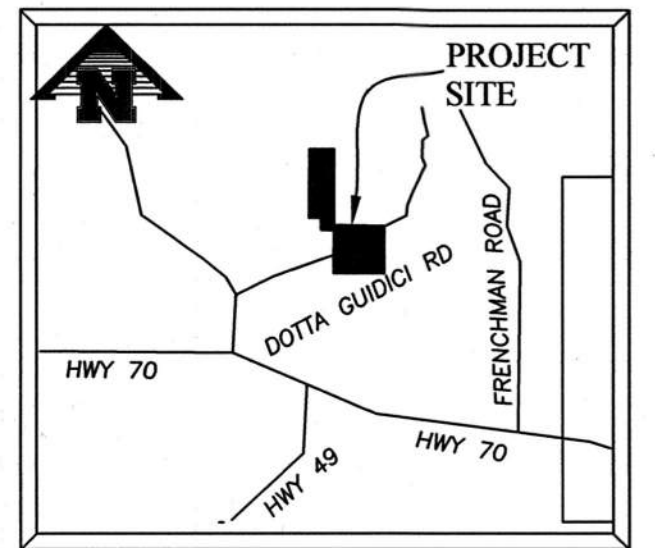 N
PROJECT
SITE
DOTTA GUIDICI RD
FRENCHMAN ROAD
HWY 70
HWY 70
HWY 49